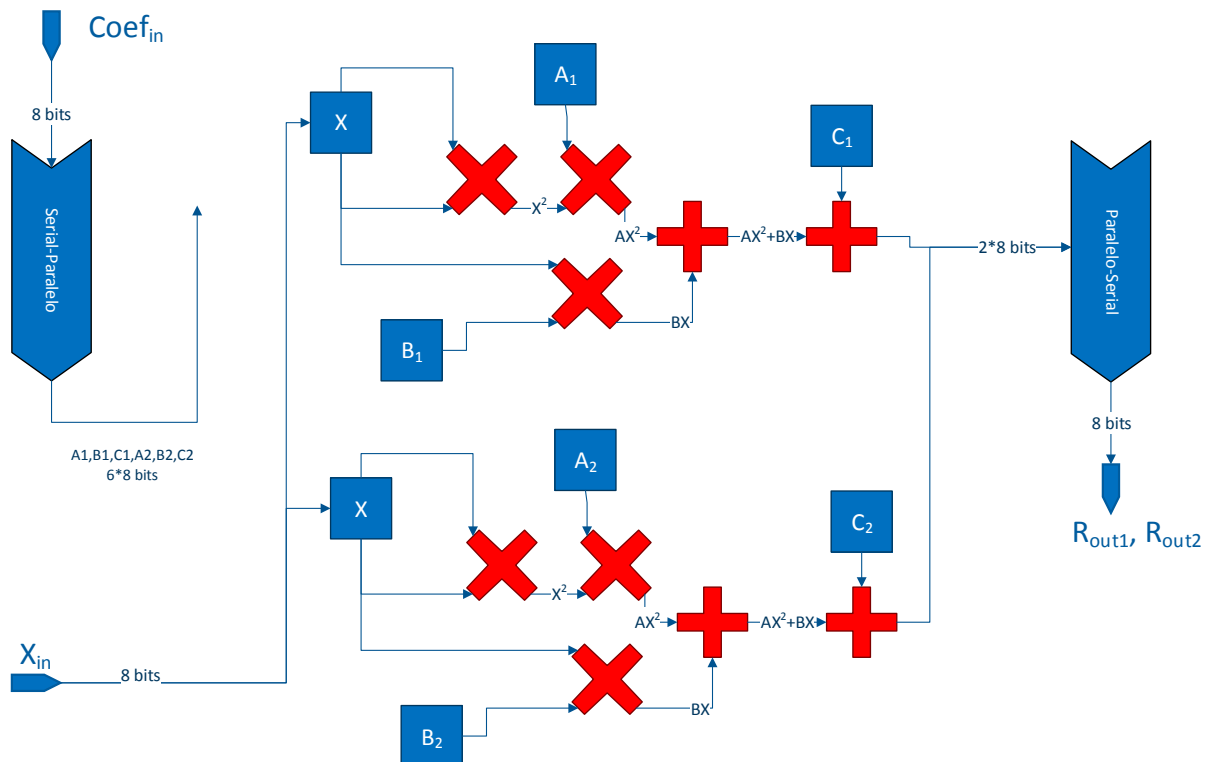 Coef_in
8 bits
Serial-Paralelo
A1,B1,C1,A2,B2,C2
6*8 bits
X_in
8 bits
X
A₁
X²
AX²
B₁
BX
AX²+BX
C₁
X
A₂
X²
AX²
B₂
BX
AX²+BX
C₂
2*8 bits
Paralelo-Serial
8 bits
R_out1, R_out2